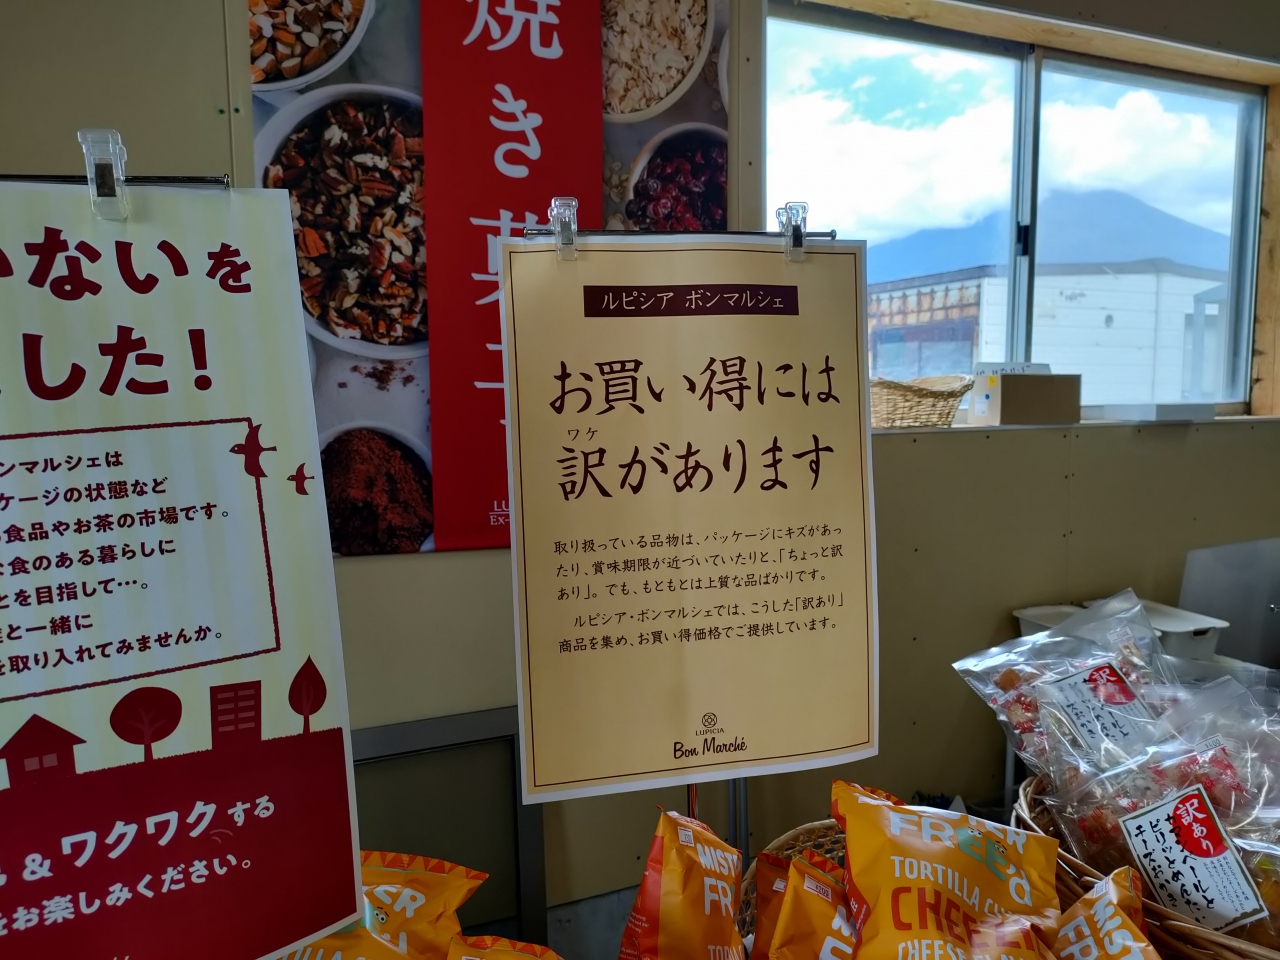 焼き菓子
ないを
した!
ンマルシェは
ケージの状態など
食品やお茶の市場です。
食のある暮らしに
とを目指して…。
と一緒に
を取り入れてみませんか。
& ワクワクする
をお楽しみください。
ルピシア ボンマルシェ
お買い得には
ワケ
訳があります
取り扱っている品物は、パッケージにキズがあっ
たり、賞味期限が近づいていたりと、「ちょっと訳
あり」。でも、もともとは上質な品ばかりです。
ルピシア・ボンマルシェでは、こうした「訳あり」
商品を集め、お買い得価格でご提供しています。
LUPICIA
Bon Marché
LU
Ex-
MIST
FR
TORTILLA
FREE'd
TORTILLA
CHEE
CHEESE
MIS
FR
訳あり
ピリッとめんたい
チーズおかき